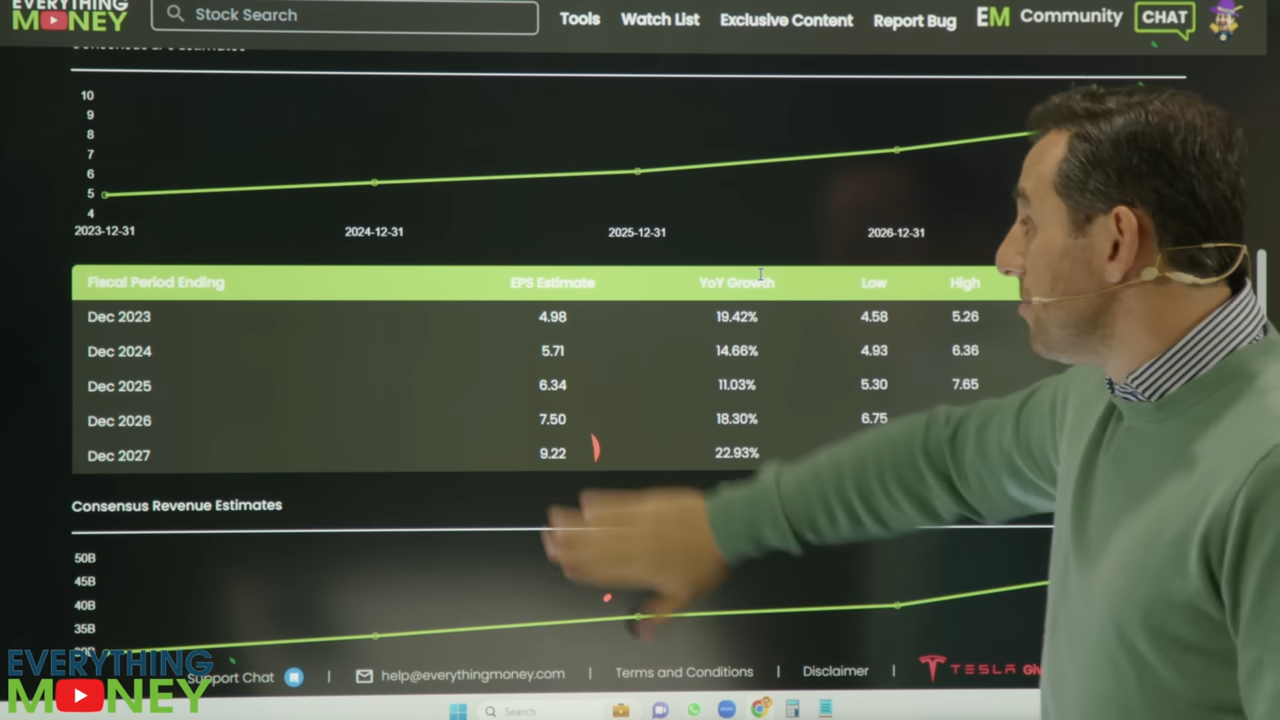 EVERYTHING
MONEY
Stock Search
Tools
Watch List
Exclusive Content
Report Bug
EM Community
CHAT
10
9
8
7
6
5
4
2023-12-31
2024-12-31
2025-12-31
2026-12-31
Fiscal Period Ending EPS Estimate YoY Growth Low High
Dec 2023 4.98 19.42% 4.58 5.26
Dec 2024 5.71 14.66% 4.93 6.36
Dec 2025 6.34 11.03% 5.30 7.65
Dec 2026 7.50 18.30% 6.75
Dec 2027 9.22 22.93%
Consensus Revenue Estimates
50B
45B
40B
35B
EVERYTHING
MONEY
Support Chat | help@everythingmoney.com | Terms and Conditions | Disclaimer | TESLA
Search